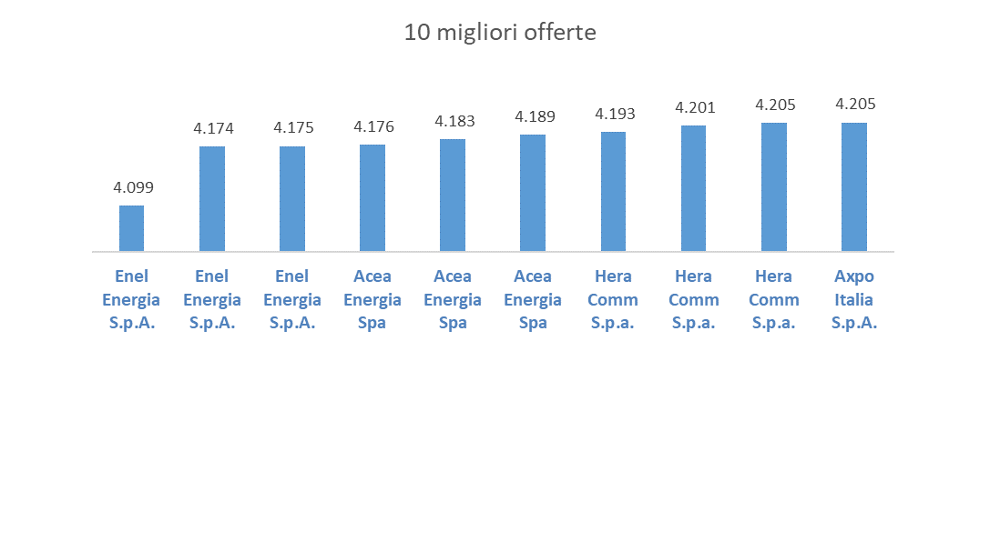 10 migliori offerte
4.099
4.174
4.175
4.176
4.183
4.189
4.193
4.201
4.205
4.205
Enel
Energia
S.p.A.
Enel
Energia
S.p.A.
Enel
Energia
S.p.A.
Acea
Energia
Spa
Acea
Energia
Spa
Acea
Energia
Spa
Hera
Comm
S.p.a.
Hera
Comm
S.p.a.
Hera
Comm
S.p.a.
Axpo
Italia
S.p.A.